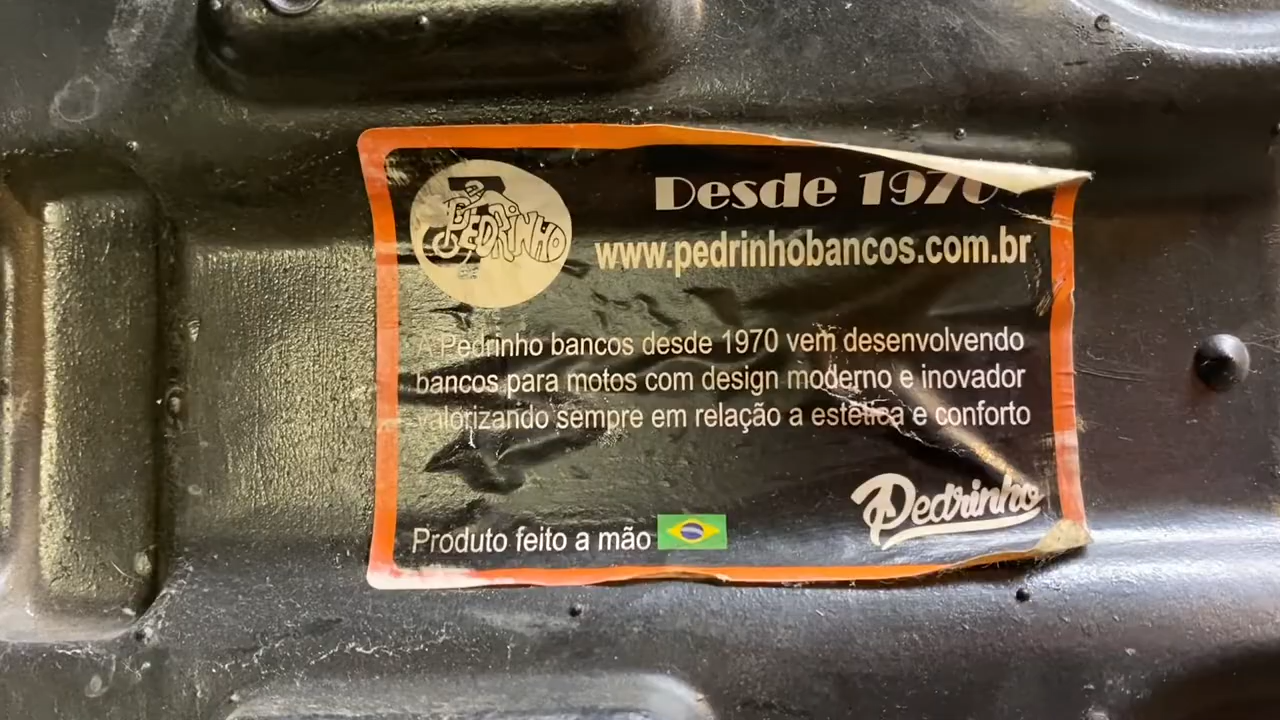 PEDRINHO
Desde 1970
www.pedrinhobancos.com.br
A Pedrinho bancos desde 1970 vem desenvolvendo
bancos para motos com design moderno e inovador
valorizando sempre em relação a estética e conforto
Pedrinho
Produto feito a mão